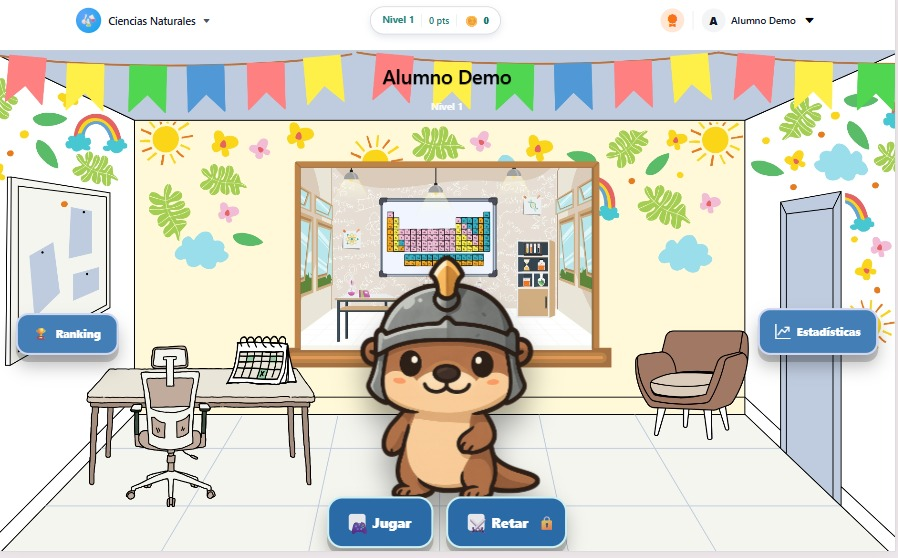 Ciencias Naturales
Nivel 1
0 pts
0
A
Alumno Demo
Alumno Demo
Nivel 1
Ranking
Estadísticas
Jugar
Retar